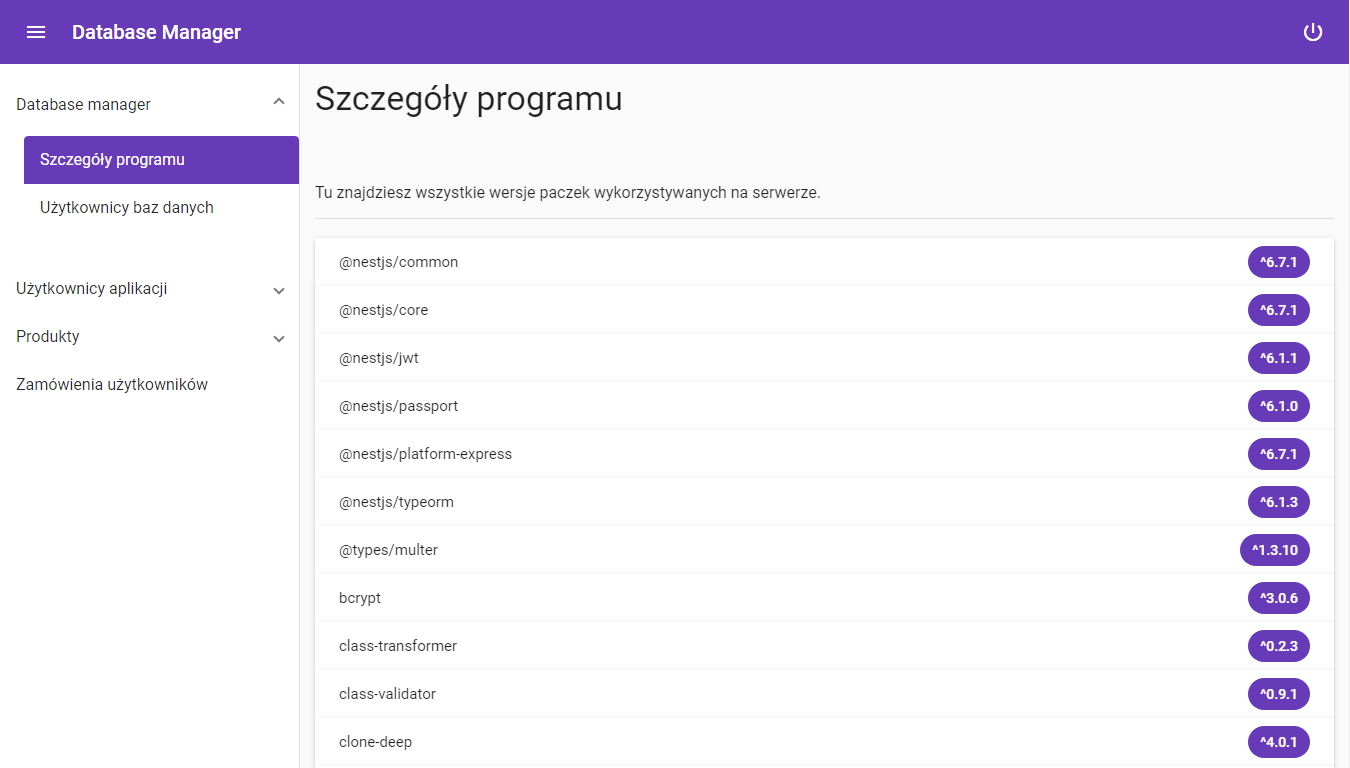 Database Manager
Database manager
Szczegóły programu
Użytkownicy baz danych
Użytkownicy aplikacji
Produkty
Zamówienia użytkowników
Szczegóły programu
Tu znajdziesz wszystkie wersje paczek wykorzystywanych na serwerze.
@nestjs/common ^6.7.1
@nestjs/core ^6.7.1
@nestjs/jwt ^6.1.1
@nestjs/passport ^6.1.0
@nestjs/platform-express ^6.7.1
@nestjs/typeorm ^6.1.3
@types/multer ^1.3.10
bcrypt ^3.0.6
class-transformer ^0.2.3
class-validator ^0.9.1
clone-deep ^4.0.1